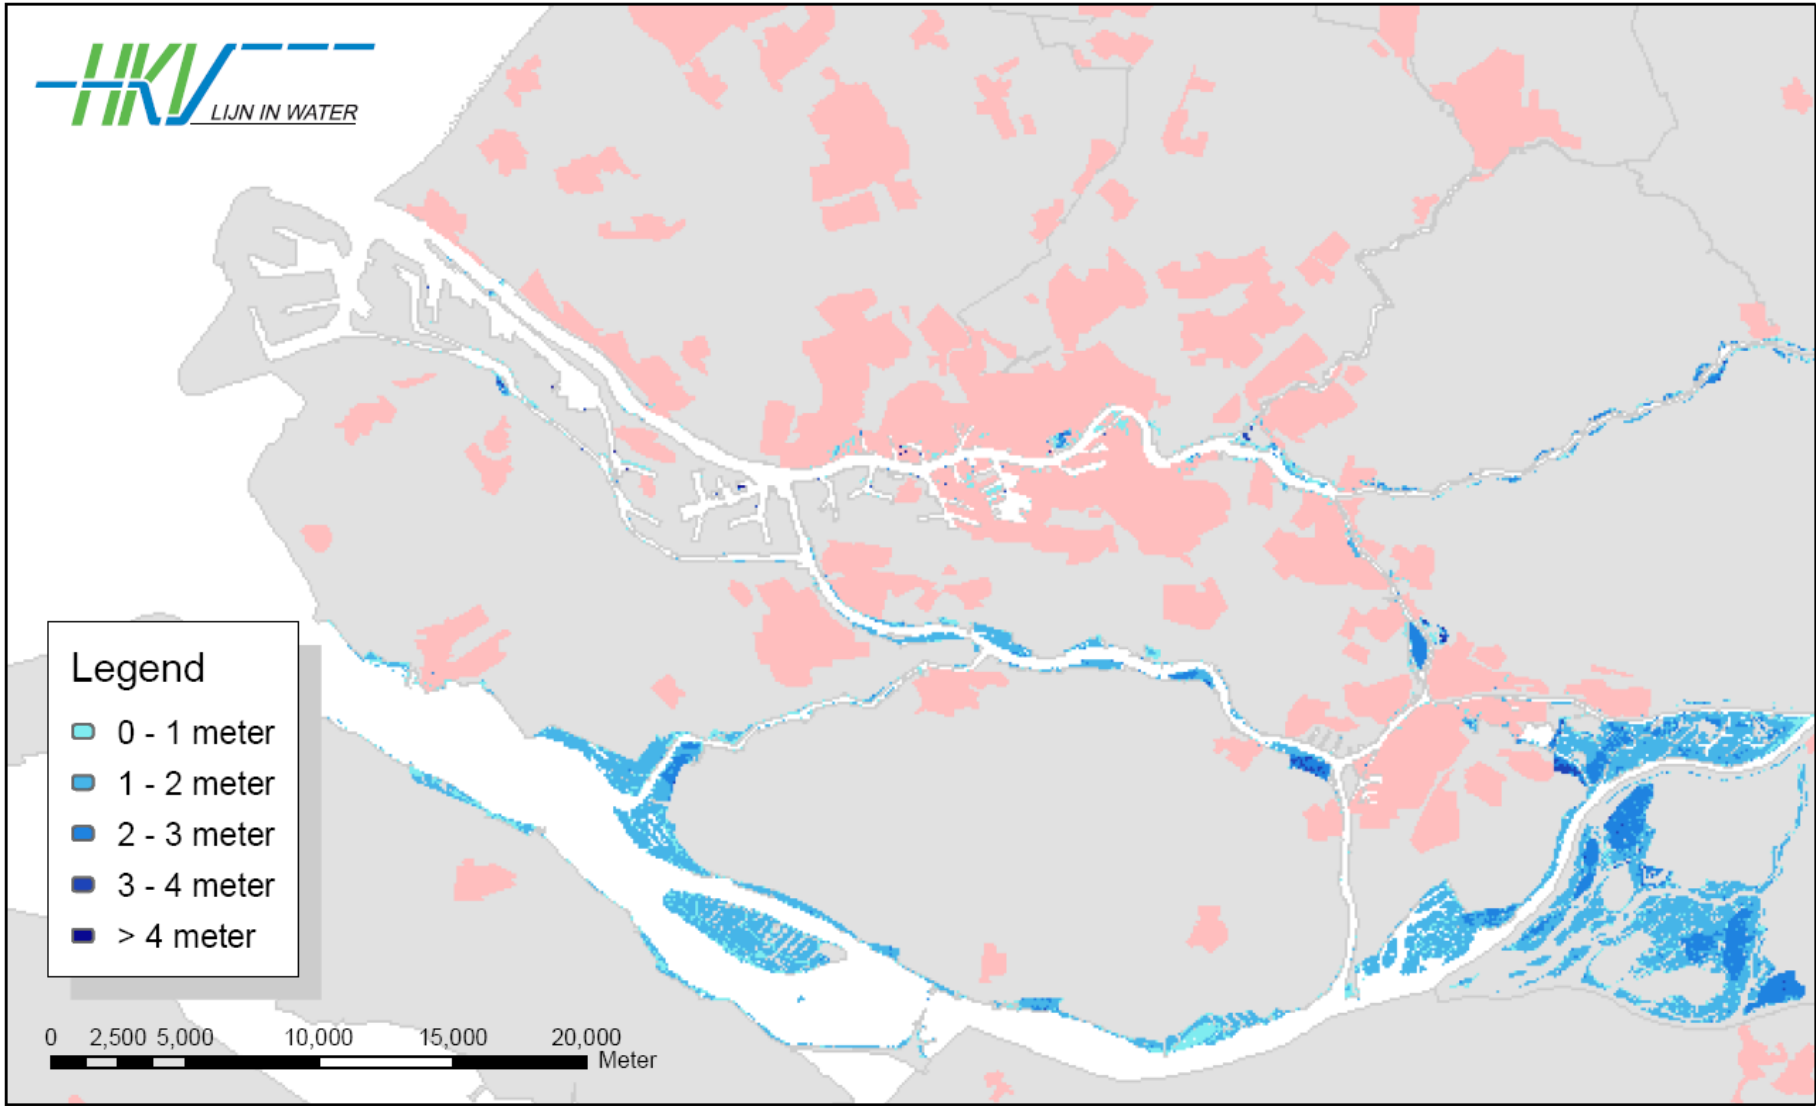 HKV
LIJN IN WATER
Legend
0 - 1 meter
1 - 2 meter
2 - 3 meter
3 - 4 meter
> 4 meter
0 2,500 5,000 10,000 15,000 20,000
Meter